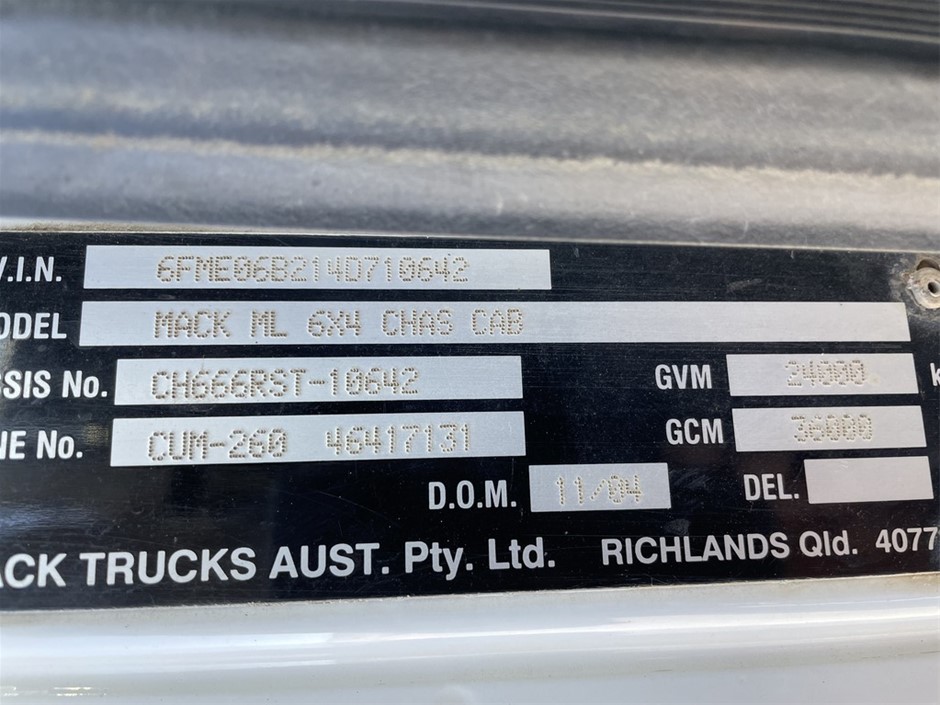 V.I.N. 6FME06B214D710642
ODEL MACK ML 6X4 CHAS CAB
SSIS No. CH666RST-10642 GVM 24000 k
NE No. CUM-260 46417131 GCM 36000
D.O.M. 11/04 DEL.
ACK TRUCKS AUST. Pty. Ltd. RICHLANDS Qld. 4077